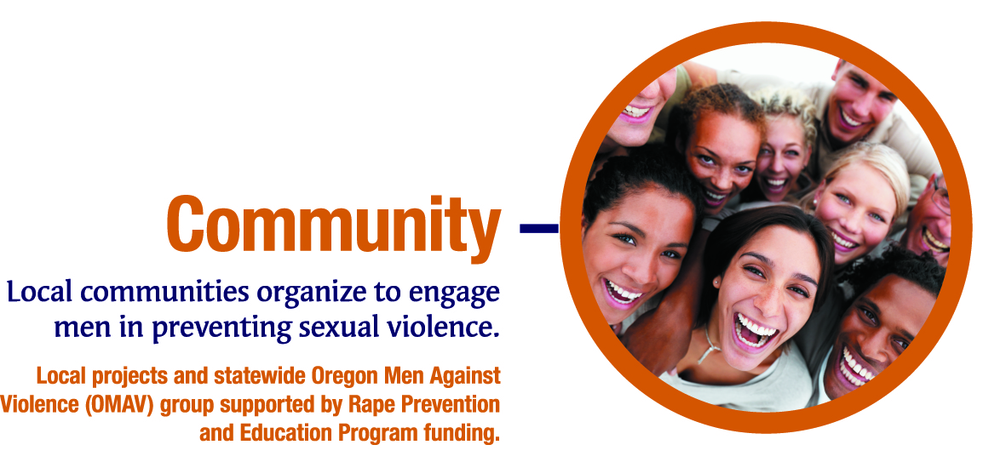 Community
Local communities organize to engage
men in preventing sexual violence.
Local projects and statewide Oregon Men Against
Violence (OMAV) group supported by Rape Prevention
and Education Program funding.